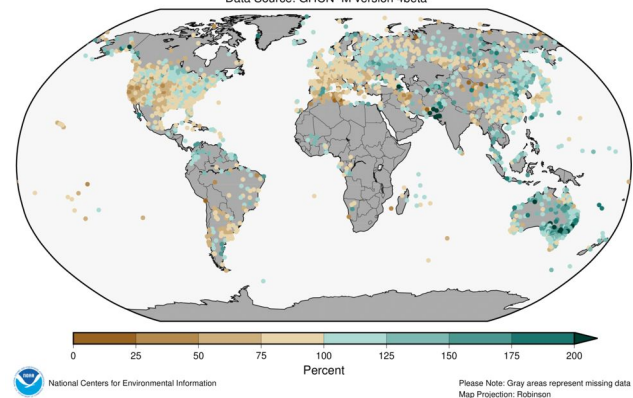 Data Source: GHCN-M version 4beta
0 25 50 75 100 125 150 175 200
Percent
NOAA
National Centers for Environmental Information
Please Note: Gray areas represent missing data
Map Projection: Robinson